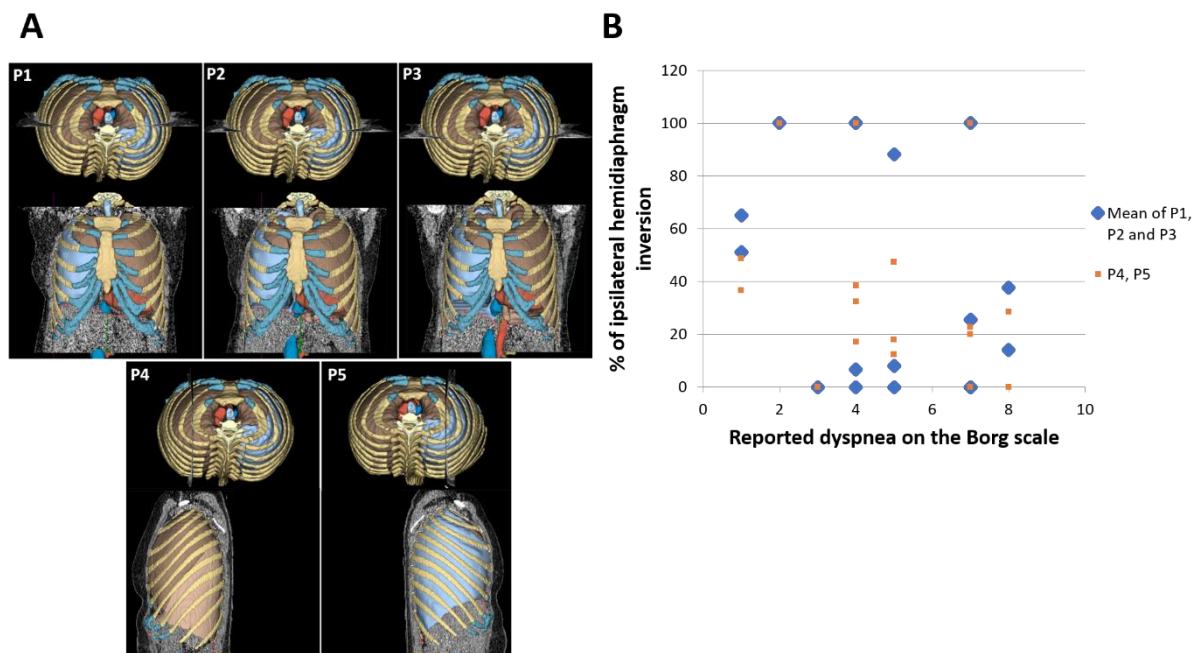 A
P1
P2
P3
P4
P5
B
% of ipsilateral hemidiaphragm
inversion
120
100
80
60
40
20
0
0
2
4
6
8
10
Reported dyspnea on the Borg scale
Mean of P1,
P2 and P3
P4, P5